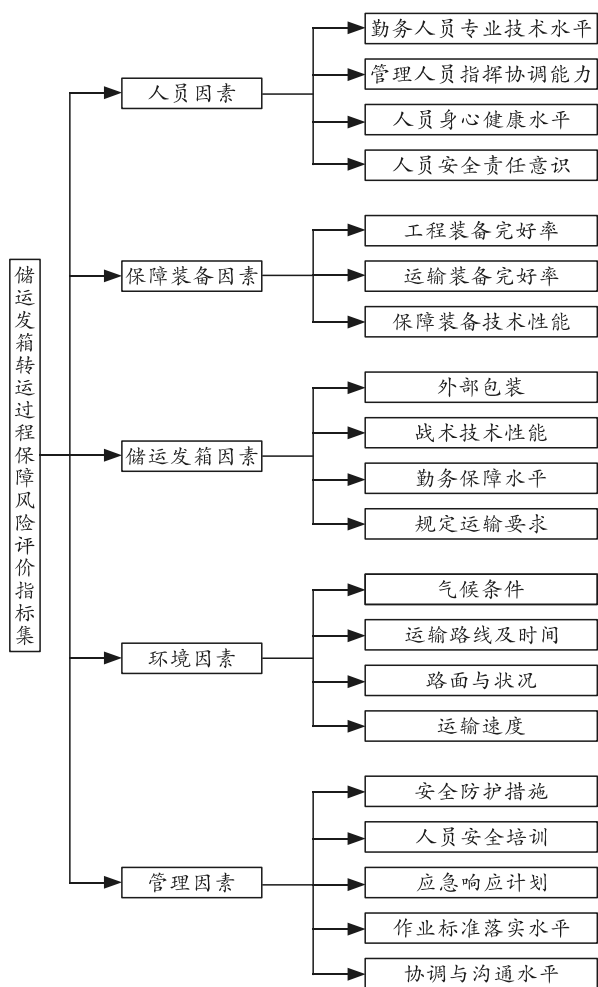 储运发箱转运过程保障风险评价指标集
人员因素
勤务人员专业技术水平
管理人员指挥协调能力
人员身心健康水平
人员安全责任意识
保障装备因素
工程装备完好率
运输装备完好率
保障装备技术性能
储运发箱因素
外部包装
战术技术性能
勤务保障水平
规定运输要求
环境因素
气候条件
运输路线及时间
路面与状况
运输速度
管理因素
安全防护措施
人员安全培训
应急响应计划
作业标准落实水平
协调与沟通水平